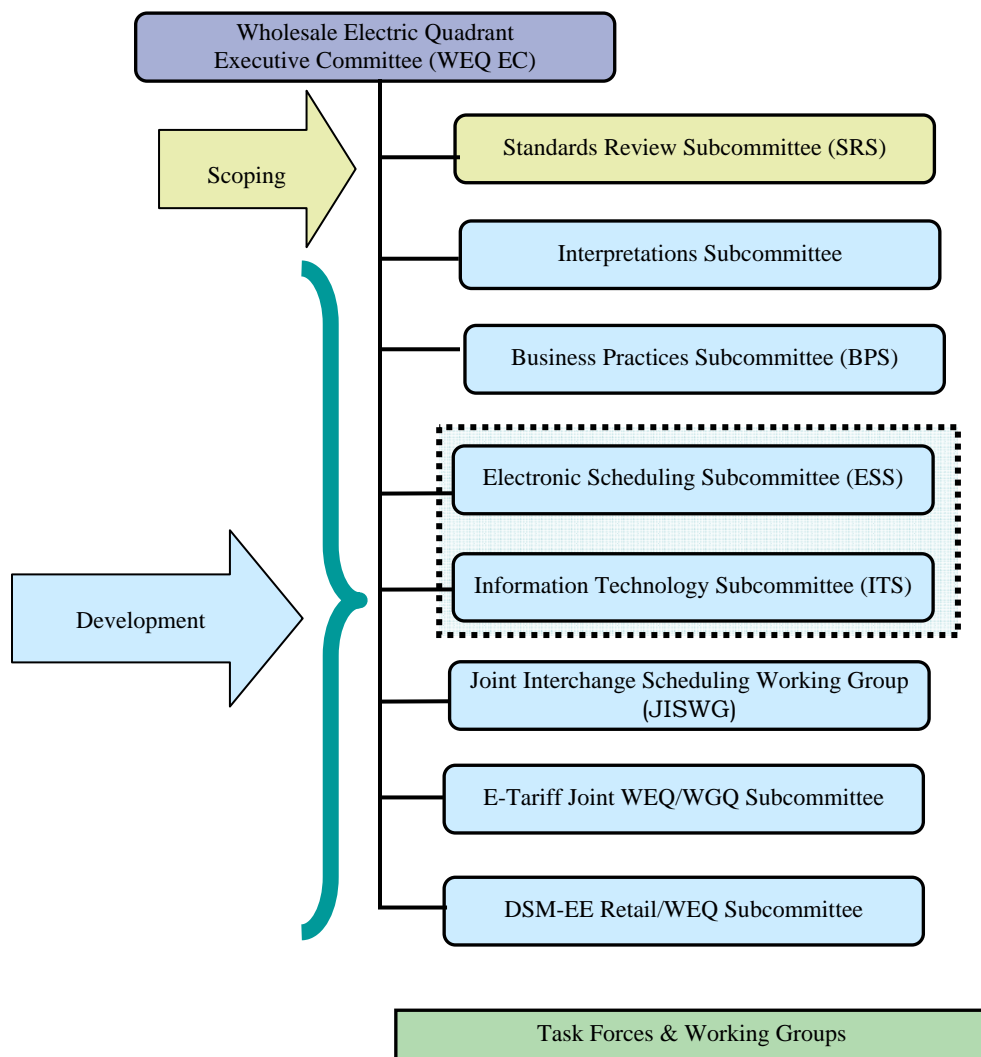 Wholesale Electric Quadrant
Executive Committee (WEQ EC)
Standards Review Subcommittee (SRS)
Scoping
Interpretations Subcommittee
Business Practices Subcommittee (BPS)
Electronic Scheduling Subcommittee (ESS)
Information Technology Subcommittee (ITS)
Development
Joint Interchange Scheduling Working Group
(JISWG)
E-Tariff Joint WEQ/WGQ Subcommittee
DSM-EE Retail/WEQ Subcommittee
Task Forces & Working Groups